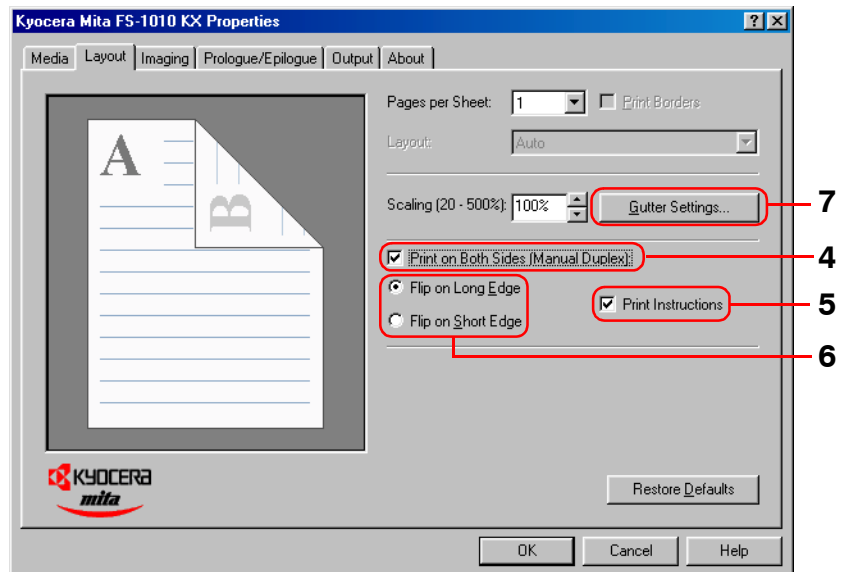 Kyocera Mita FS-1010 KX Properties
Media Layout Imaging Prologue/Epilogue Output About
A
B
Pages per Sheet: 1 Print Borders
Layout: Auto
Scaling (20 - 500%): 100% Gutter Settings... 7
Print on Both Sides (Manual Duplex): 4
Flip on Long Edge
Print Instructions 5
Flip on Short Edge
6
KYOCERA
mita
Restore Defaults
OK Cancel Help